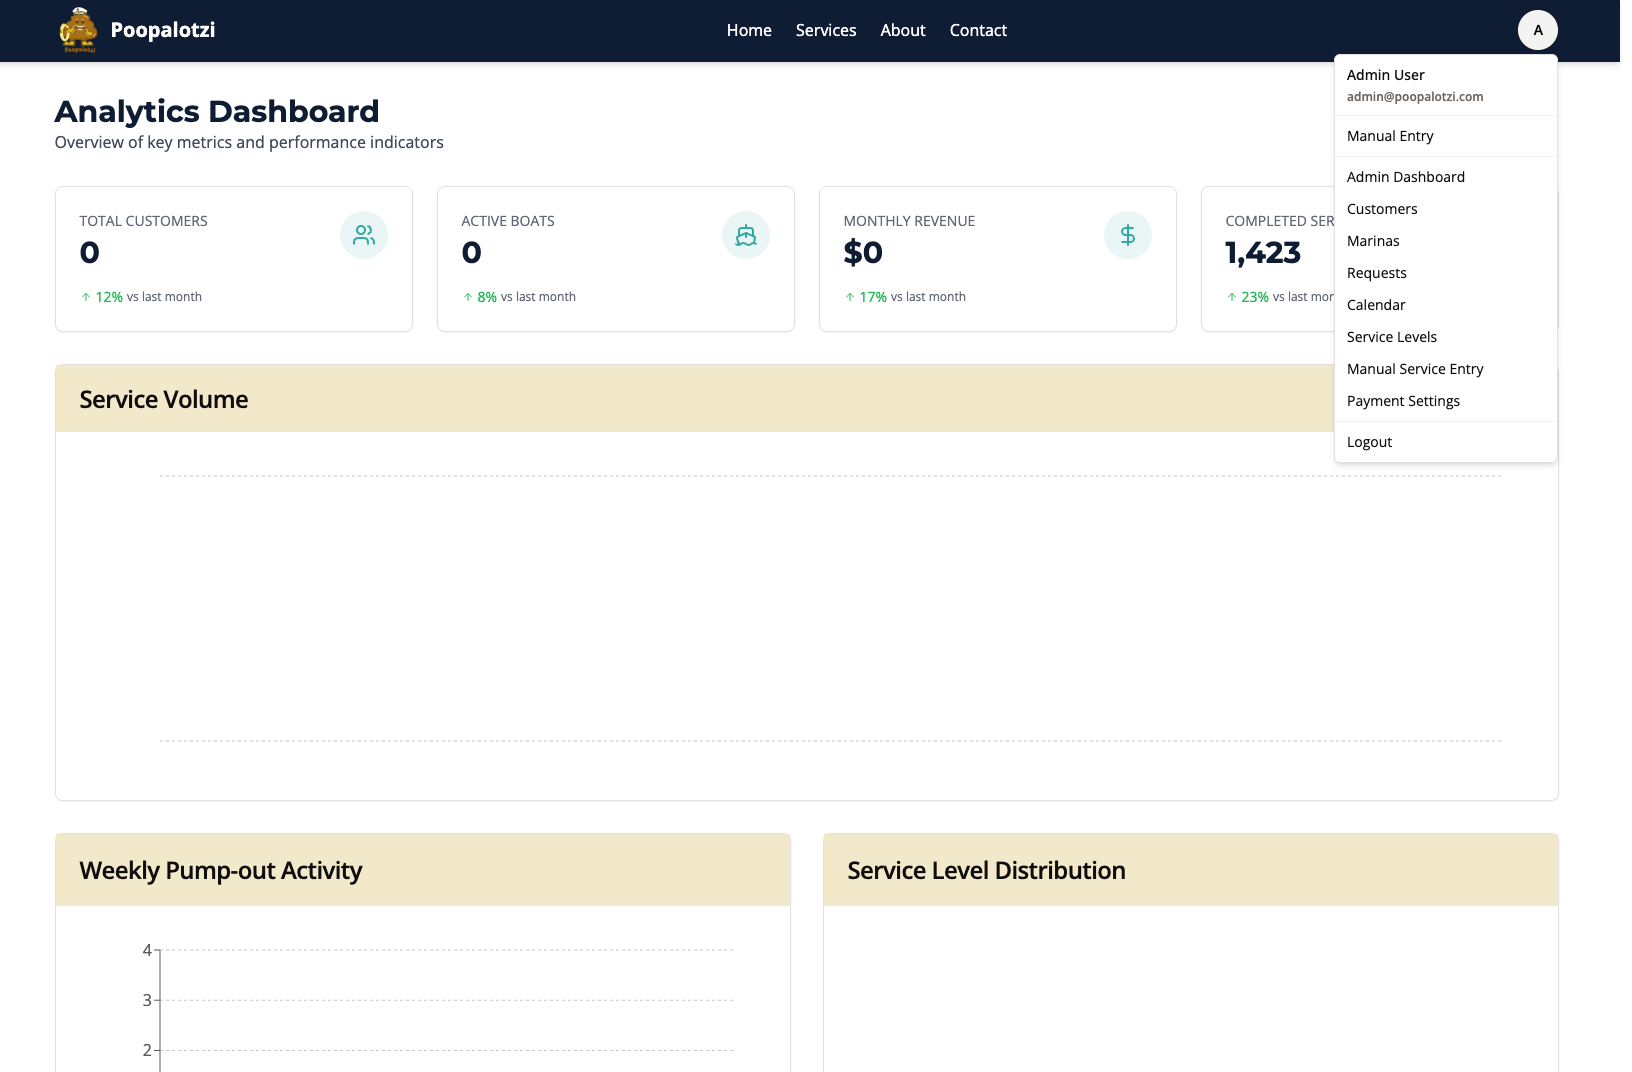 Poopalotzi
Poopalotzi
Home
Services
About
Contact
A
Admin User
admin@poopalotzi.com
Manual Entry
Admin Dashboard
Customers
Marinas
Requests
Calendar
Service Levels
Manual Service Entry
Payment Settings
Logout
Analytics Dashboard
Overview of key metrics and performance indicators
TOTAL CUSTOMERS
0
↑ 12% vs last month
ACTIVE BOATS
0
↑ 8% vs last month
MONTHLY REVENUE
$0
↑ 17% vs last month
COMPLETED SER
1,423
↑ 23% vs last mon
Service Volume
Weekly Pump-out Activity
4
3
2
Service Level Distribution